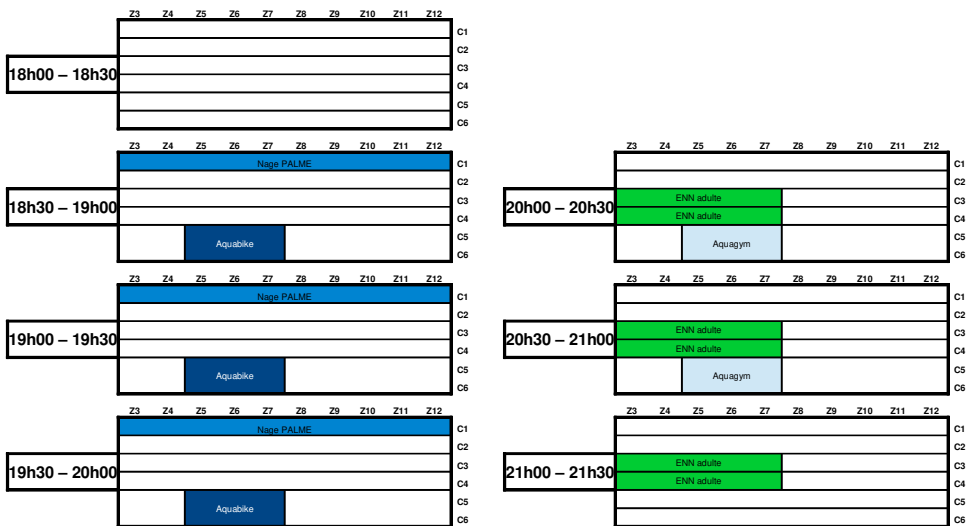 Z3 Z4 Z5 Z6 Z7 Z8 Z9 Z10 Z11 Z12
C1
C2
18h00 – 18h30
C3
C4
C5
C6
Z3 Z4 Z5 Z6 Z7 Z8 Z9 Z10 Z11 Z12
Nage PALME C1
C2
18h30 – 19h00
C3
C4
Aquabike
C5
C6
Z3 Z4 Z5 Z6 Z7 Z8 Z9 Z10 Z11 Z12
Nage PALME C1
C2
19h00 – 19h30
C3
C4
Aquabike
C5
C6
Z3 Z4 Z5 Z6 Z7 Z8 Z9 Z10 Z11 Z12
Nage PALME C1
C2
19h30 – 20h00
C3
C4
Aquabike
C5
C6
Z3 Z4 Z5 Z6 Z7 Z8 Z9 Z10 Z11 Z12
C1
C2
20h00 – 20h30
ENN adulte C3
ENN adulte C4
Aquagym
C5
C6
Z3 Z4 Z5 Z6 Z7 Z8 Z9 Z10 Z11 Z12
C1
C2
20h30 – 21h00
ENN adulte C3
ENN adulte C4
Aquagym
C5
C6
Z3 Z4 Z5 Z6 Z7 Z8 Z9 Z10 Z11 Z12
C1
C2
21h00 – 21h30
ENN adulte C3
ENN adulte C4
C5
C6